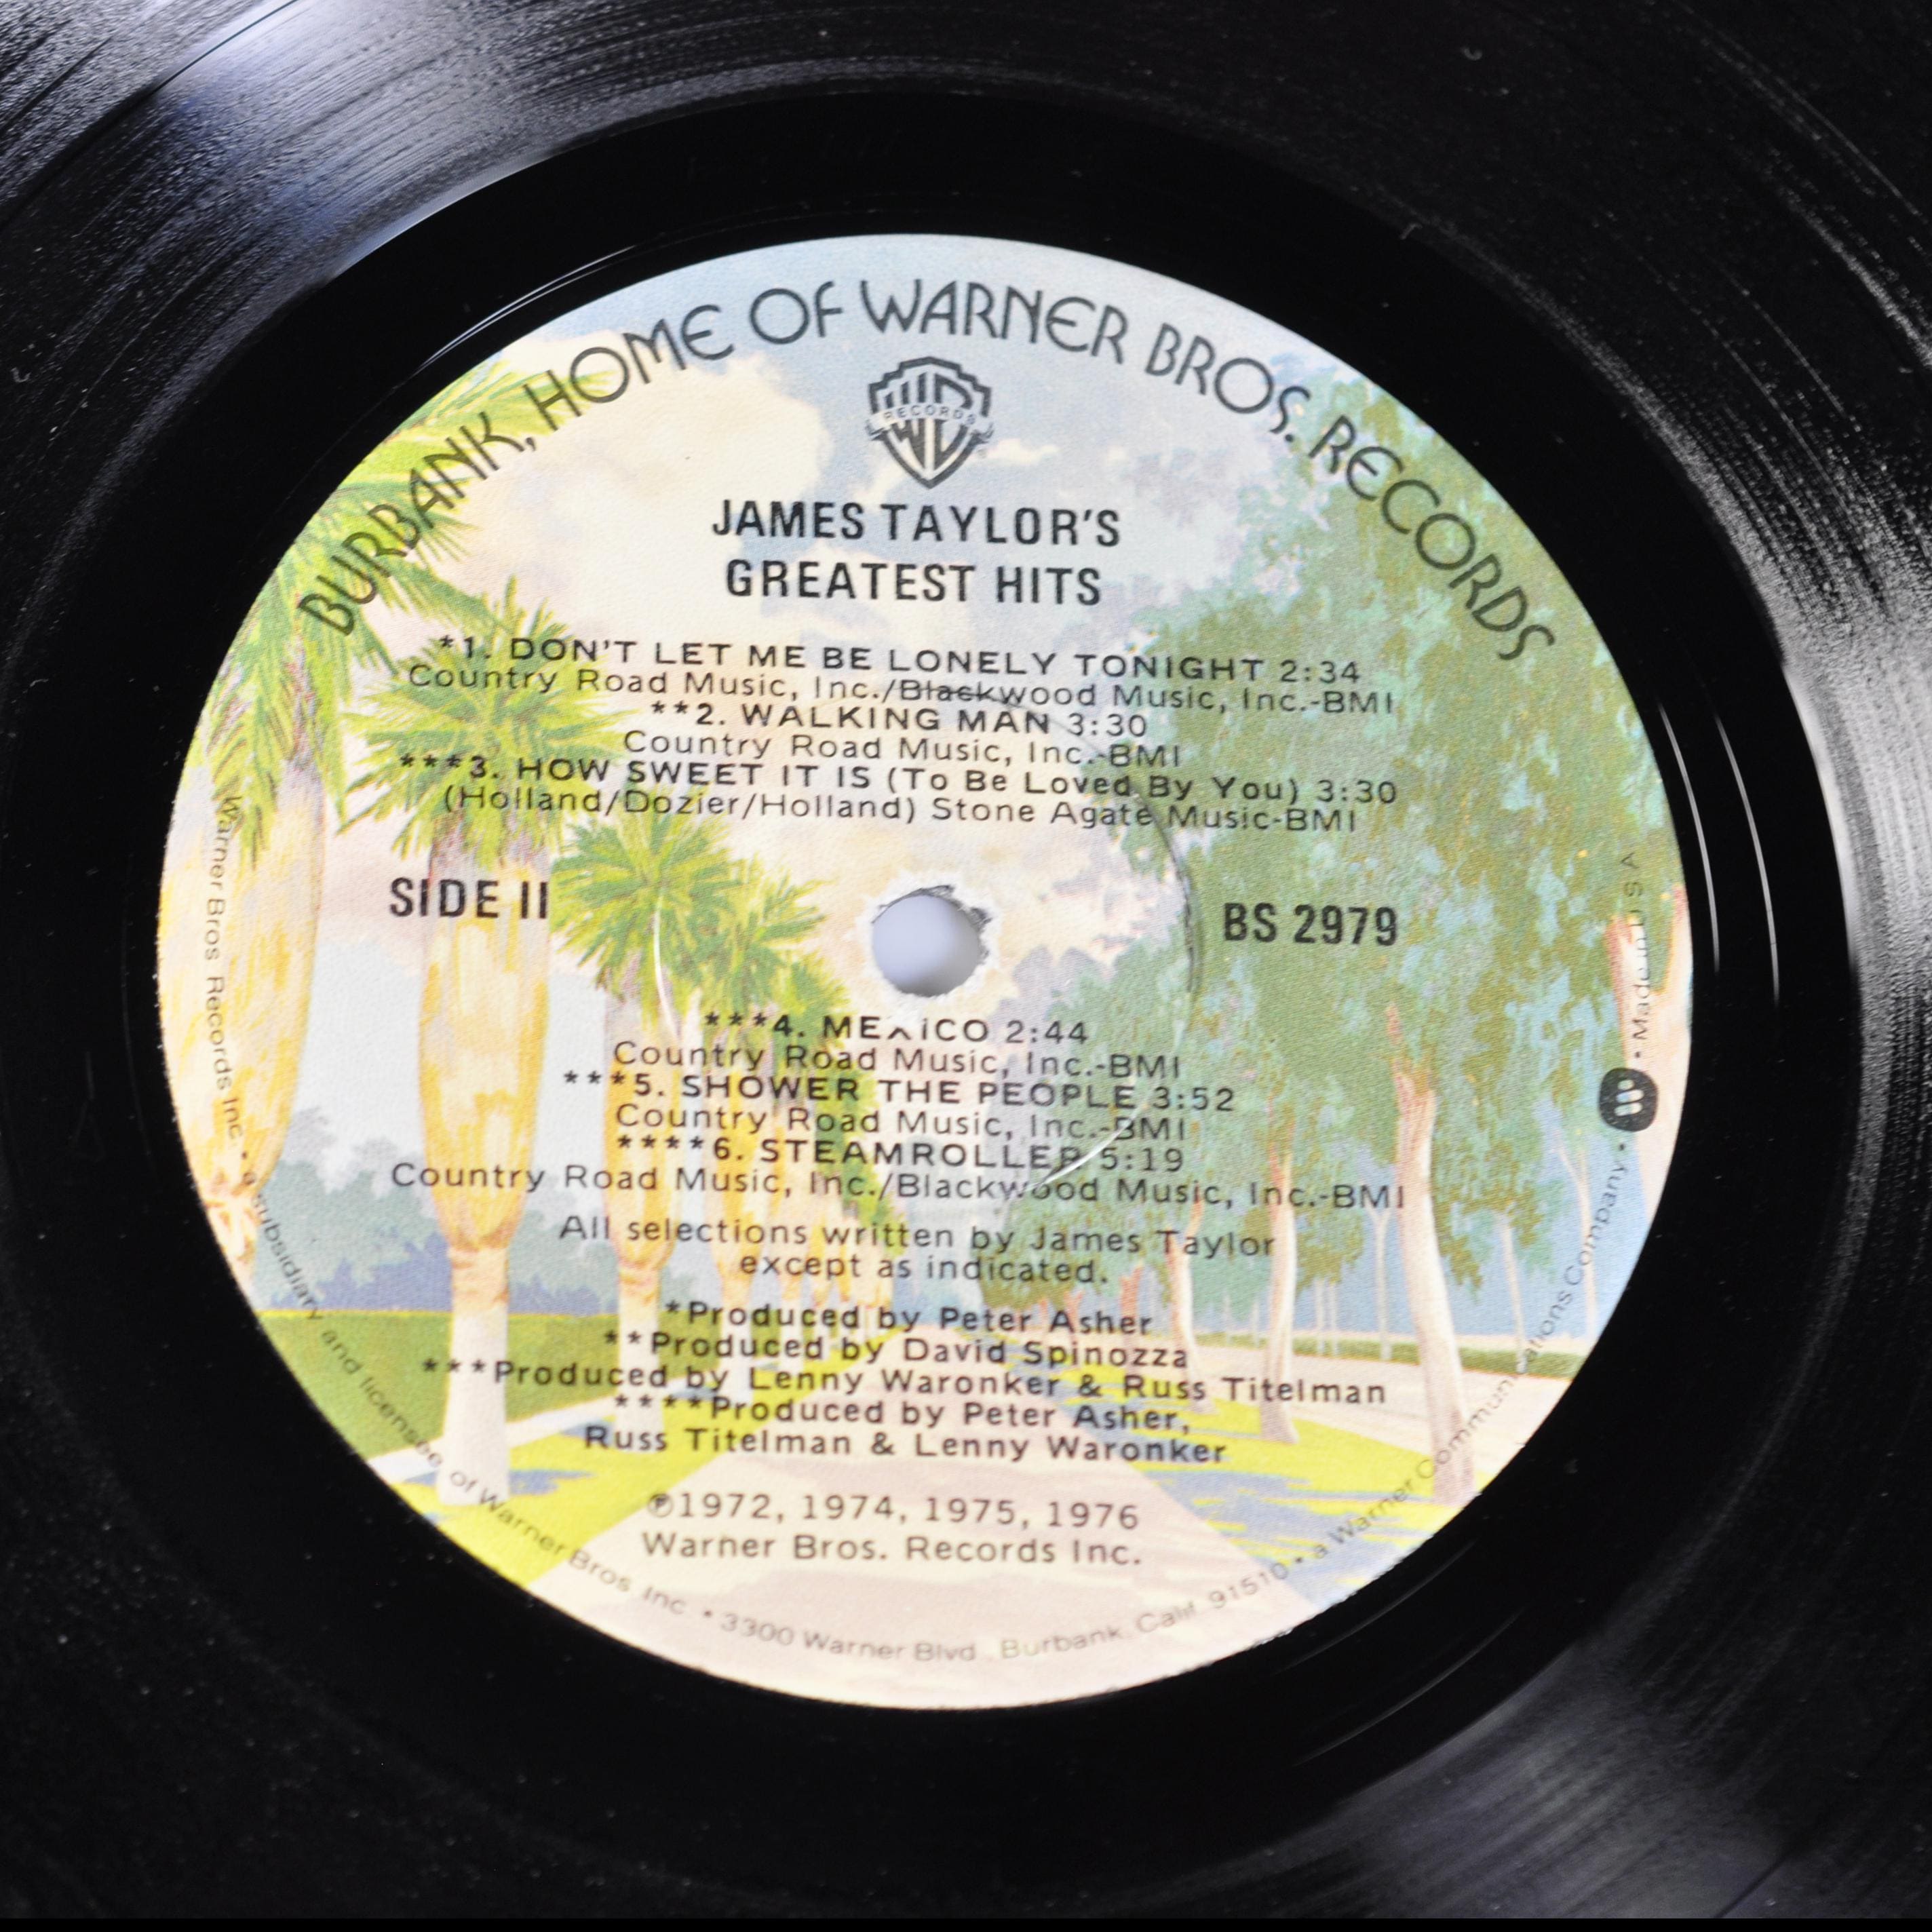 BURBANK, HOME OF WARNER BROS. RECORDS
RECORDS
JAMES TAYLOR'S
GREATEST HITS
*1. DON'T LET ME BE LONELY TONIGHT 2:34
Country Road Music, Inc./Blackwood Music, Inc.-BMI
**2. WALKING MAN 3:30
Country Road Music, Inc.-BMI
***3. HOW SWEET IT IS (To Be Loved By You) 3:30
(Holland/Dozier/Holland) Stone Agate Music-BMI
SIDE II
BS 2979
***4. MEXICO 2:44
Country Road Music, Inc.-BMI
***5. SHOWER THE PEOPLE 3:52
Country Road Music, Inc.-BMI
****6. STEAMROLLER 5:19
Country Road Music, Inc./Blackwood Music, Inc.-BMI
All selections written by James Taylor
except as indicated.
*Produced by Peter Asher
**Produced by David Spinozza
***Produced by Lenny Waronker & Russ Titelman
****Produced by Peter Asher,
Russ Titelman & Lenny Waronker
℗1972, 1974, 1975, 1976
Warner Bros. Records Inc.
Warner Bros. Records Inc. • a subsidiary and licensee of Warner Bros. Inc. • 3300 Warner Blvd., Burbank, Calif. 91510 • a Warner Communications Company • Made in USA